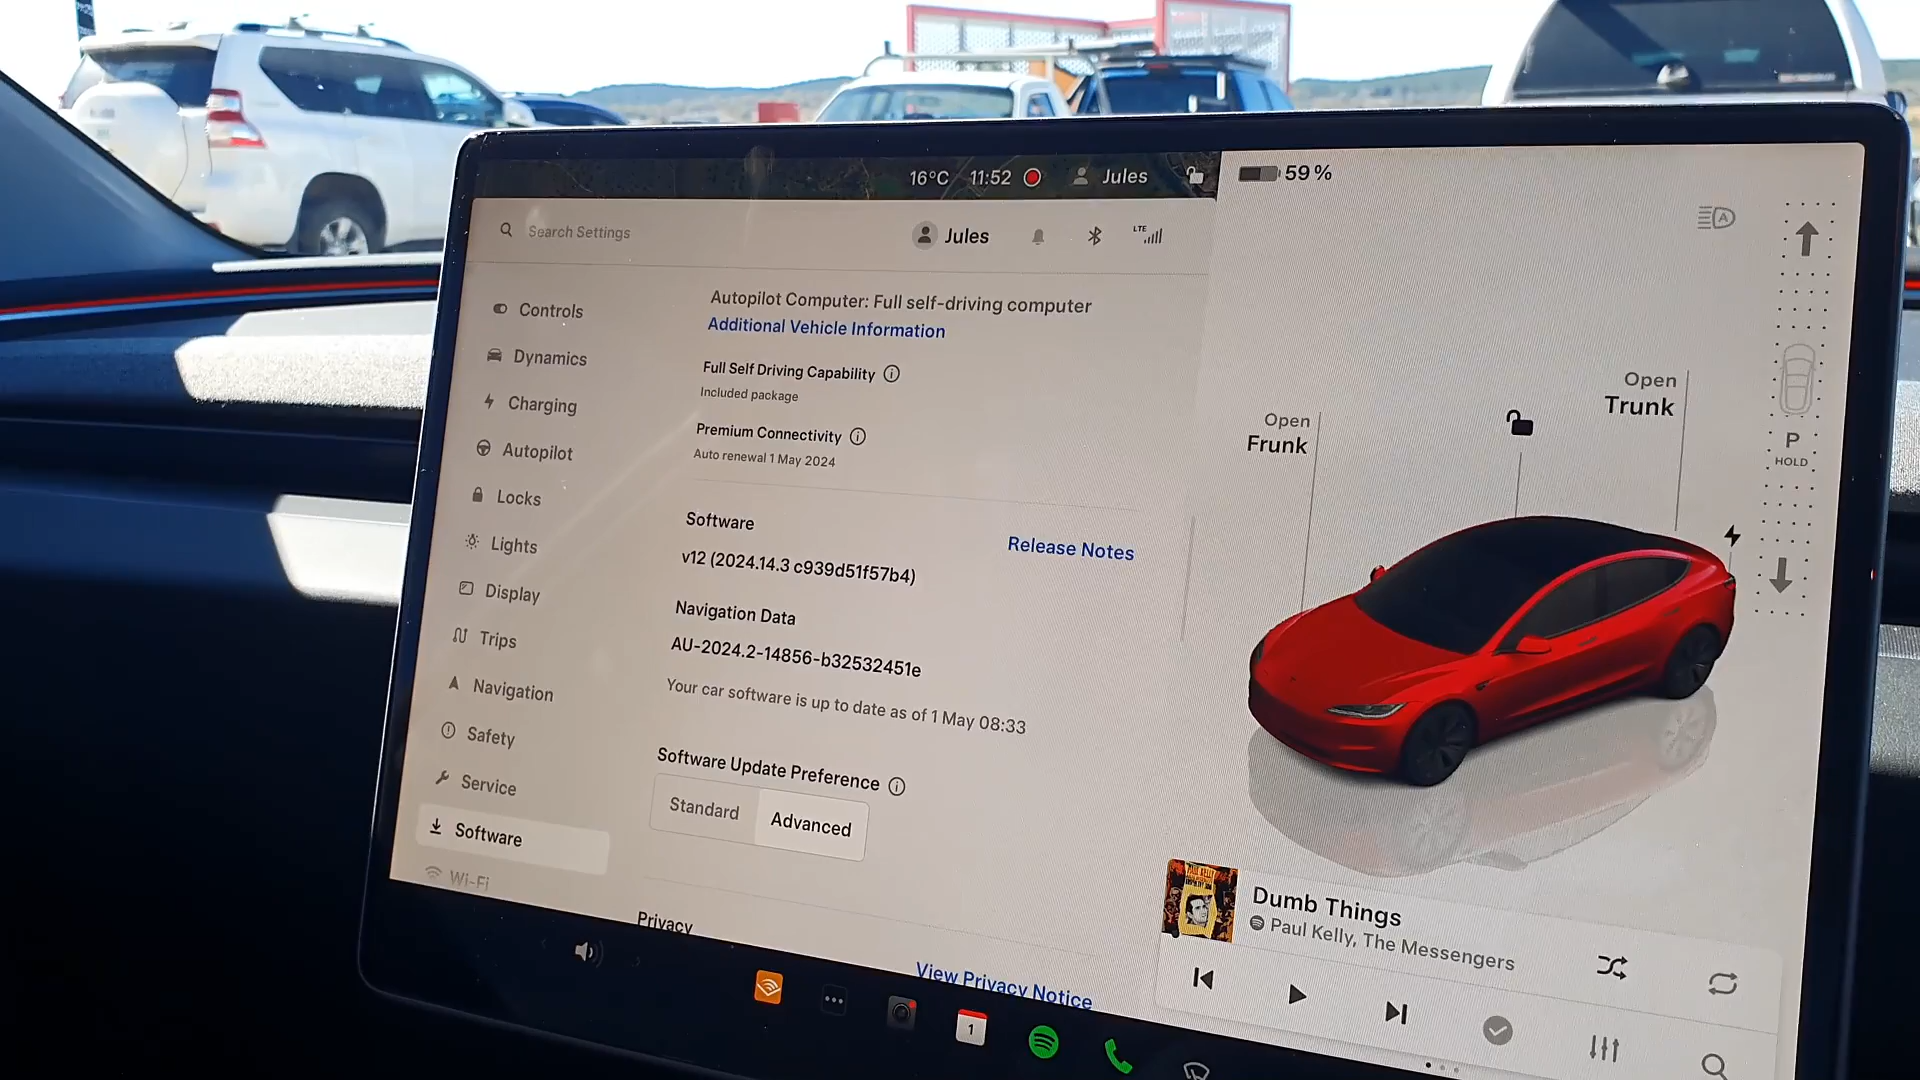 16°C 11:52 Jules
59 %
Search Settings
Jules
LTE
Controls
Dynamics
Charging
Autopilot
Locks
Lights
Display
Trips
Navigation
Safety
Service
Software
Wi-Fi
Autopilot Computer: Full self-driving computer
Additional Vehicle Information
Full Self Driving Capability
Included package
Premium Connectivity
Auto renewal 1 May 2024
Software
Release Notes
v12 (2024.14.3 c939d51f57b4)
Navigation Data
AU-2024.2-14856-b32532451e
Your car software is up to date as of 1 May 08:33
Software Update Preference
Standard
Advanced
Privacy
View Privacy Notice
A
Open
Trunk
Open
Frunk
P
HOLD
PAUL KELLY
Dumb Things
Paul Kelly, The Messengers
1